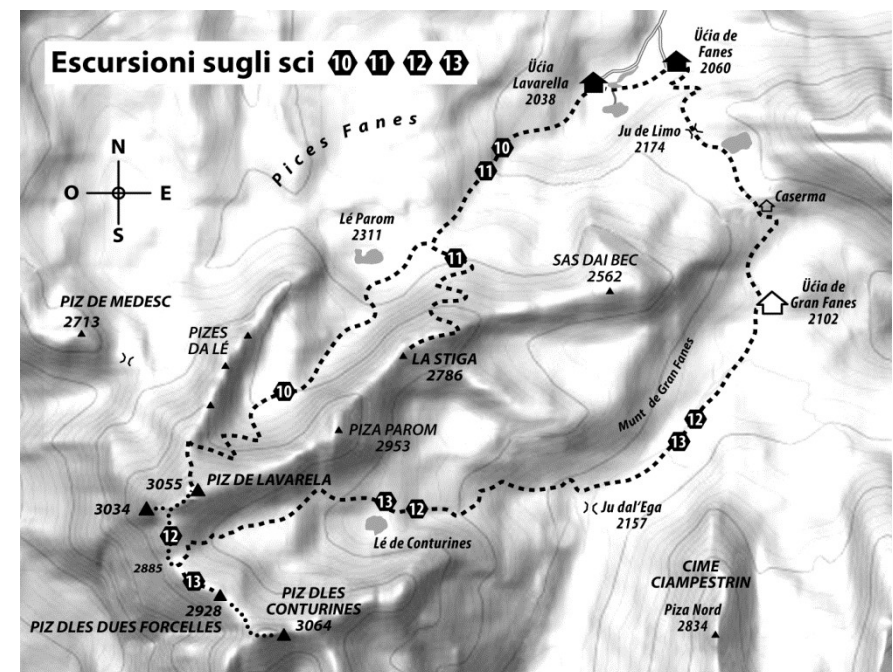 Escursioni sugli sci 10 11 12 13
Üćia de
Fanes
2060
Üćia
Lavarella
2038
Pices Fanes
10
11
Ju de Limo
2174
N
O E
S
Caserma
Lé Parom
2311
11
SAS DAI BEC
2562
PIZ DE MEDESC
2713
Üćia de
Gran Fanes
2102
PIZES
DA LÉ
LA STIGA
2786
10
Munt de Gran Fanes
PIZA PAROM
2953
12
13
3055
PIZ DE LAVARELA
3034
13
12
Ju dal'Ega
2157
12
Lé de Conturines
2885
13
CIME
CIAMPESTRIN
2928
PIZ DLES
CONTURINES
3064
Piza Nord
2834
PIZ DLES DUES FORCELLES